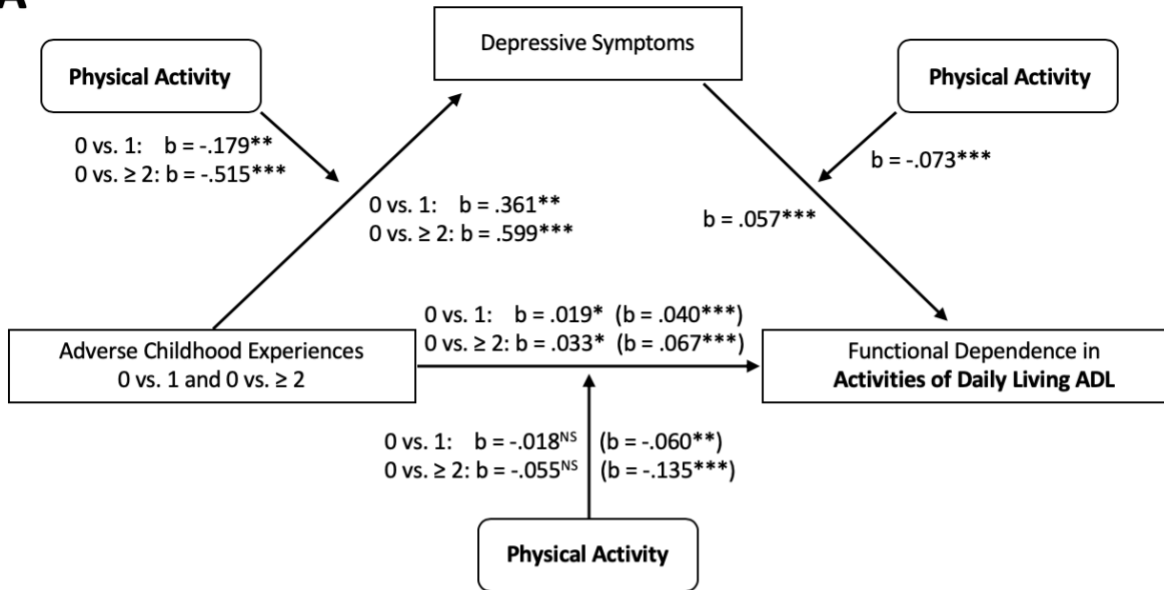 A
Depressive Symptoms
Physical Activity
Physical Activity
0 vs. 1: b = -.179**
0 vs. ≥ 2: b = -.515***
b = -.073***
0 vs. 1: b = .361**
0 vs. ≥ 2: b = .599***
b = .057***
0 vs. 1: b = .019* (b = .040***)
0 vs. ≥ 2: b = .033* (b = .067***)
Adverse Childhood Experiences
0 vs. 1 and 0 vs. ≥ 2
Functional Dependence in
Activities of Daily Living ADL
0 vs. 1: b = -.018NS (b = -.060**)
0 vs. ≥ 2: b = -.055NS (b = -.135***)
Physical Activity